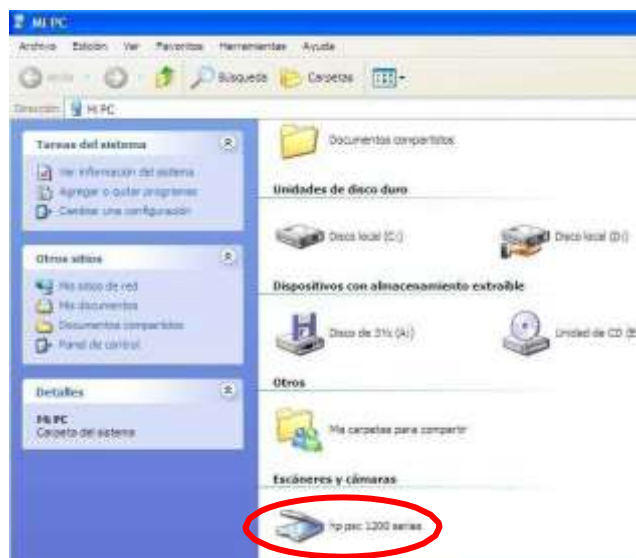 Mi PC
Archivo Edición Ver Favoritos Herramientas Ayuda
Búsqueda Carpetas
Dirección Mi PC
Tareas del sistema
Ver información del sistema
Agregar o quitar programas
Cambiar una configuración
Otros sitios
Mis sitios de red
Mis documentos
Documentos compartidos
Panel de control
Detalles
Mi PC
Carpeta del sistema
Documentos compartidos
Unidades de disco duro
Disco local (C:)
Disco local (D:)
Dispositivos con almacenamiento extraíble
Disco de 3½ (A:)
Unidad de CD (E
Otros
Mis carpetas para compartir
Escáneres y cámaras
hp psc 1200 series